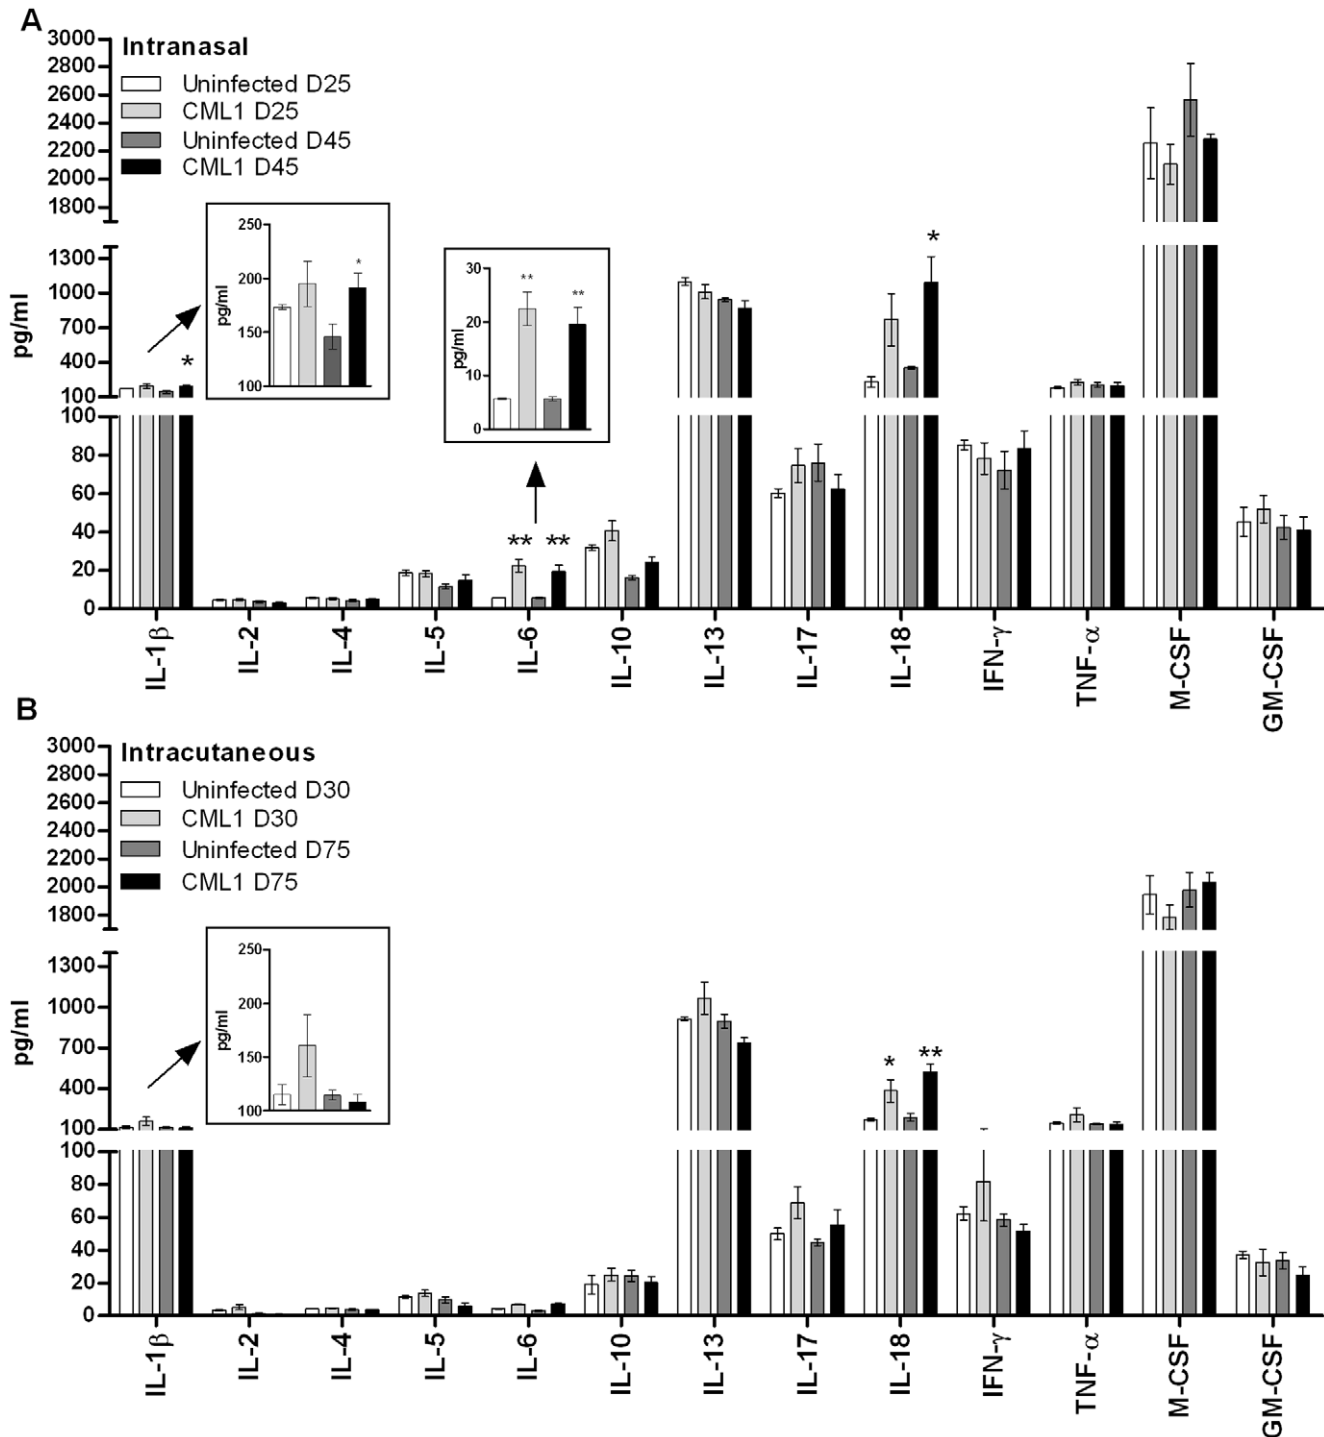 A
Intranasal
Uninfected D25
CML1 D25
Uninfected D45
CML1 D45
pg/ml
3000
2800
2600
2400
2200
2000
1800
1300
1000
700
400
100
100
80
60
40
20
0
pg/ml
250
200
150
100
*
pg/ml
30
20
10
0
**
**
*
** **
*
IL-1β IL-2 IL-4 IL-5 IL-6 IL-10 IL-13 IL-17 IL-18 IFN-γ TNF-α M-CSF GM-CSF
B
Intracutaneous
Uninfected D30
CML1 D30
Uninfected D75
CML1 D75
pg/ml
3000
2800
2600
2400
2200
2000
1800
1300
1000
700
400
100
100
80
60
40
20
0
pg/ml
250
200
150
100
* **
IL-1β IL-2 IL-4 IL-5 IL-6 IL-10 IL-13 IL-17 IL-18 IFN-γ TNF-α M-CSF GM-CSF